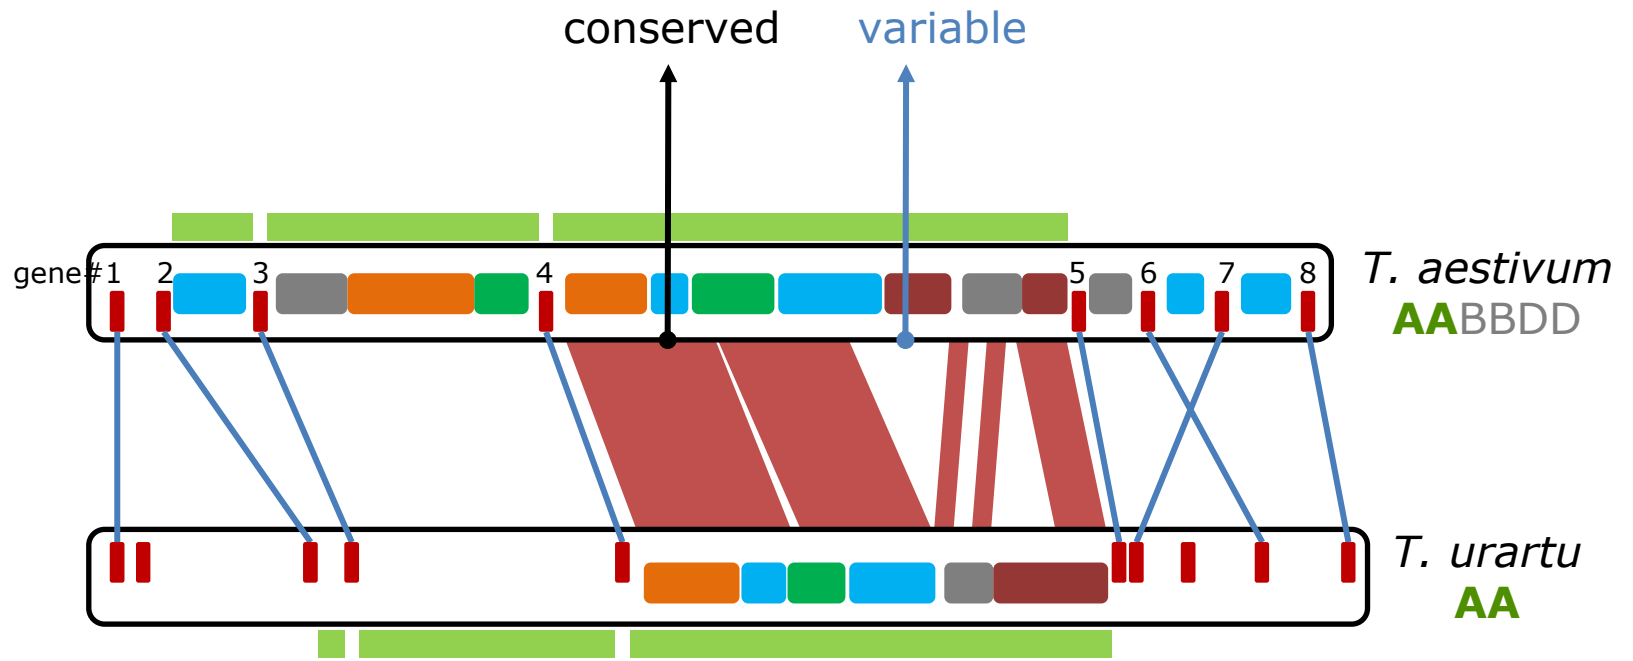 conserved variable
gene#1 2 3 4 5 6 7 8
T. aestivum
AABBDD
T. urartu
AA